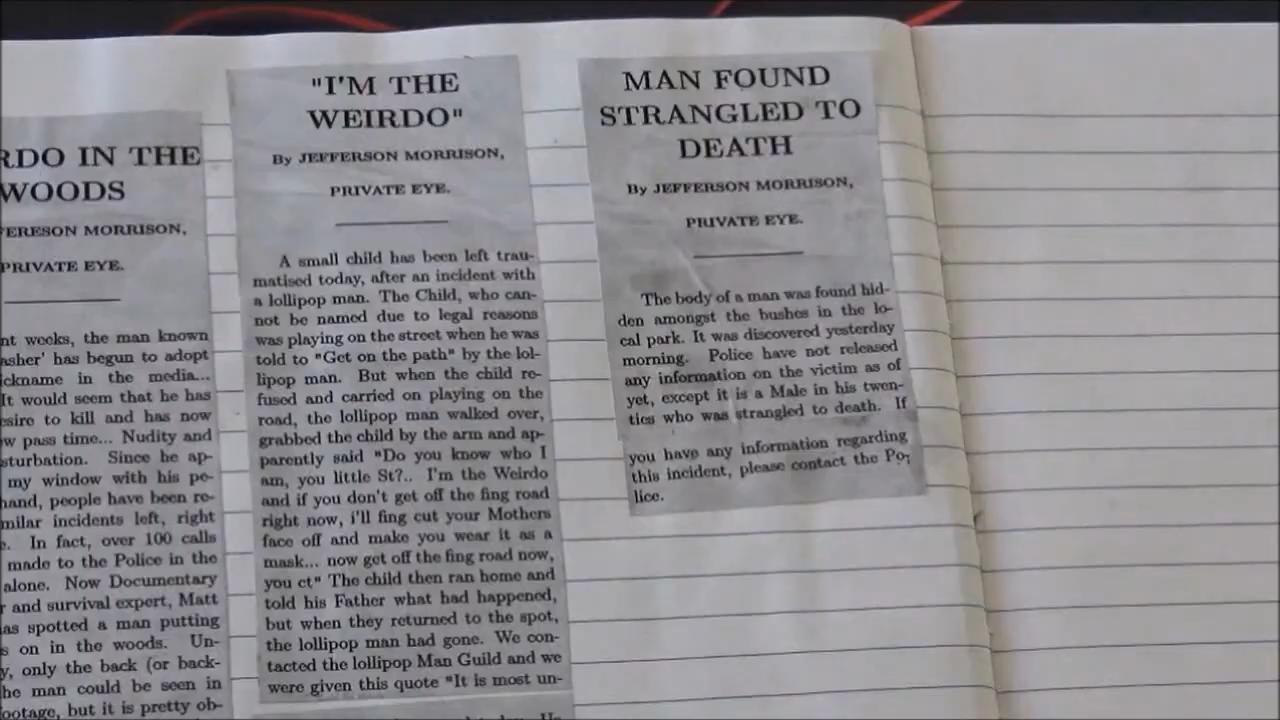 RDO IN THE
WOODS
FERESON MORRISON,
PRIVATE EYE.
nt weeks, the man known
asher' has begun to adopt
ickname in the media...
It would seem that he has
esire to kill and has now
w pass time... Nudity and
sturbation. Since he ap-
my window with his pe-
hand, people have been re-
milar incidents left, right
e. In fact, over 100 calls
made to the Police in the
alone. Now Documentary
r and survival expert, Matt
as spotted a man putting
s on in the woods. Un-
y, only the back (or back-
he man could be seen in
ootage, but it is pretty ob-
"I'M THE
WEIRDO"
By JEFFERSON MORRISON,
PRIVATE EYE.
A small child has been left trau-
matised today, after an incident with
a lollipop man. The Child, who can-
not be named due to legal reasons
was playing on the street when he was
told to "Get on the path" by the lol-
lipop man. But when the child re-
fused and carried on playing on the
road, the lollipop man walked over,
grabbed the child by the arm and ap-
parently said "Do you know who I
am, you little St?.. I'm the Weirdo
and if you don't get off the fing road
right now, i'll fing cut your Mothers
face off and make you wear it as a
mask... now get off the fing road now,
you ct" The child then ran home and
told his Father what had happened,
but when they returned to the spot,
the lollipop man had gone. We con-
tacted the lollipop Man Guild and we
were given this quote "It is most un-
MAN FOUND
STRANGLED TO
DEATH
By JEFFERSON MORRISON,
PRIVATE EYE.
The body of a man was found hid-
den amongst the bushes in the lo-
cal park. It was discovered yesterday
morning. Police have not released
any information on the victim as of
yet, except it is a Male in his twen-
ties who was strangled to death. If
you have any information regarding
this incident, please contact the Po-
lice.